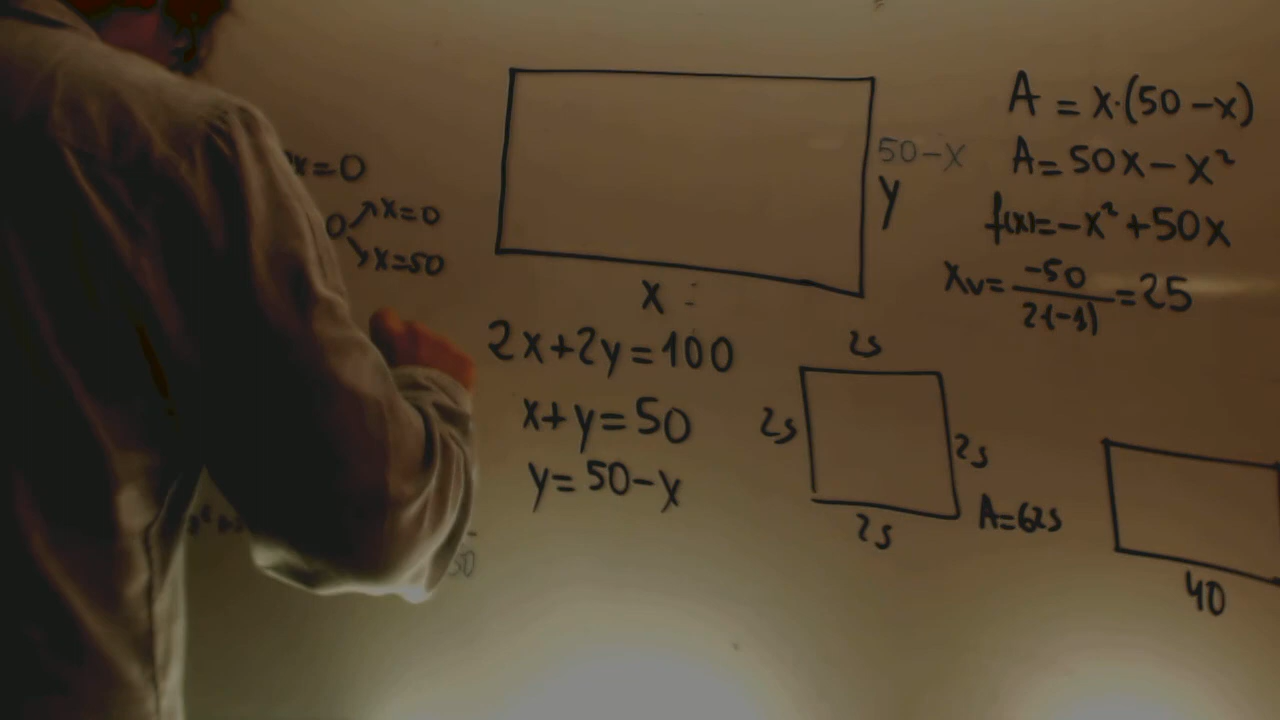 x=0
0 x=0
x=50
50-x
y
x
2x+2y=100
x+y=50
y=50-x
A=x·(50-x)
A=50x-x²
f(x)=-x²+50x
Xv=-50/2·(-1)=25
25
25
25
25
A=625
40
50